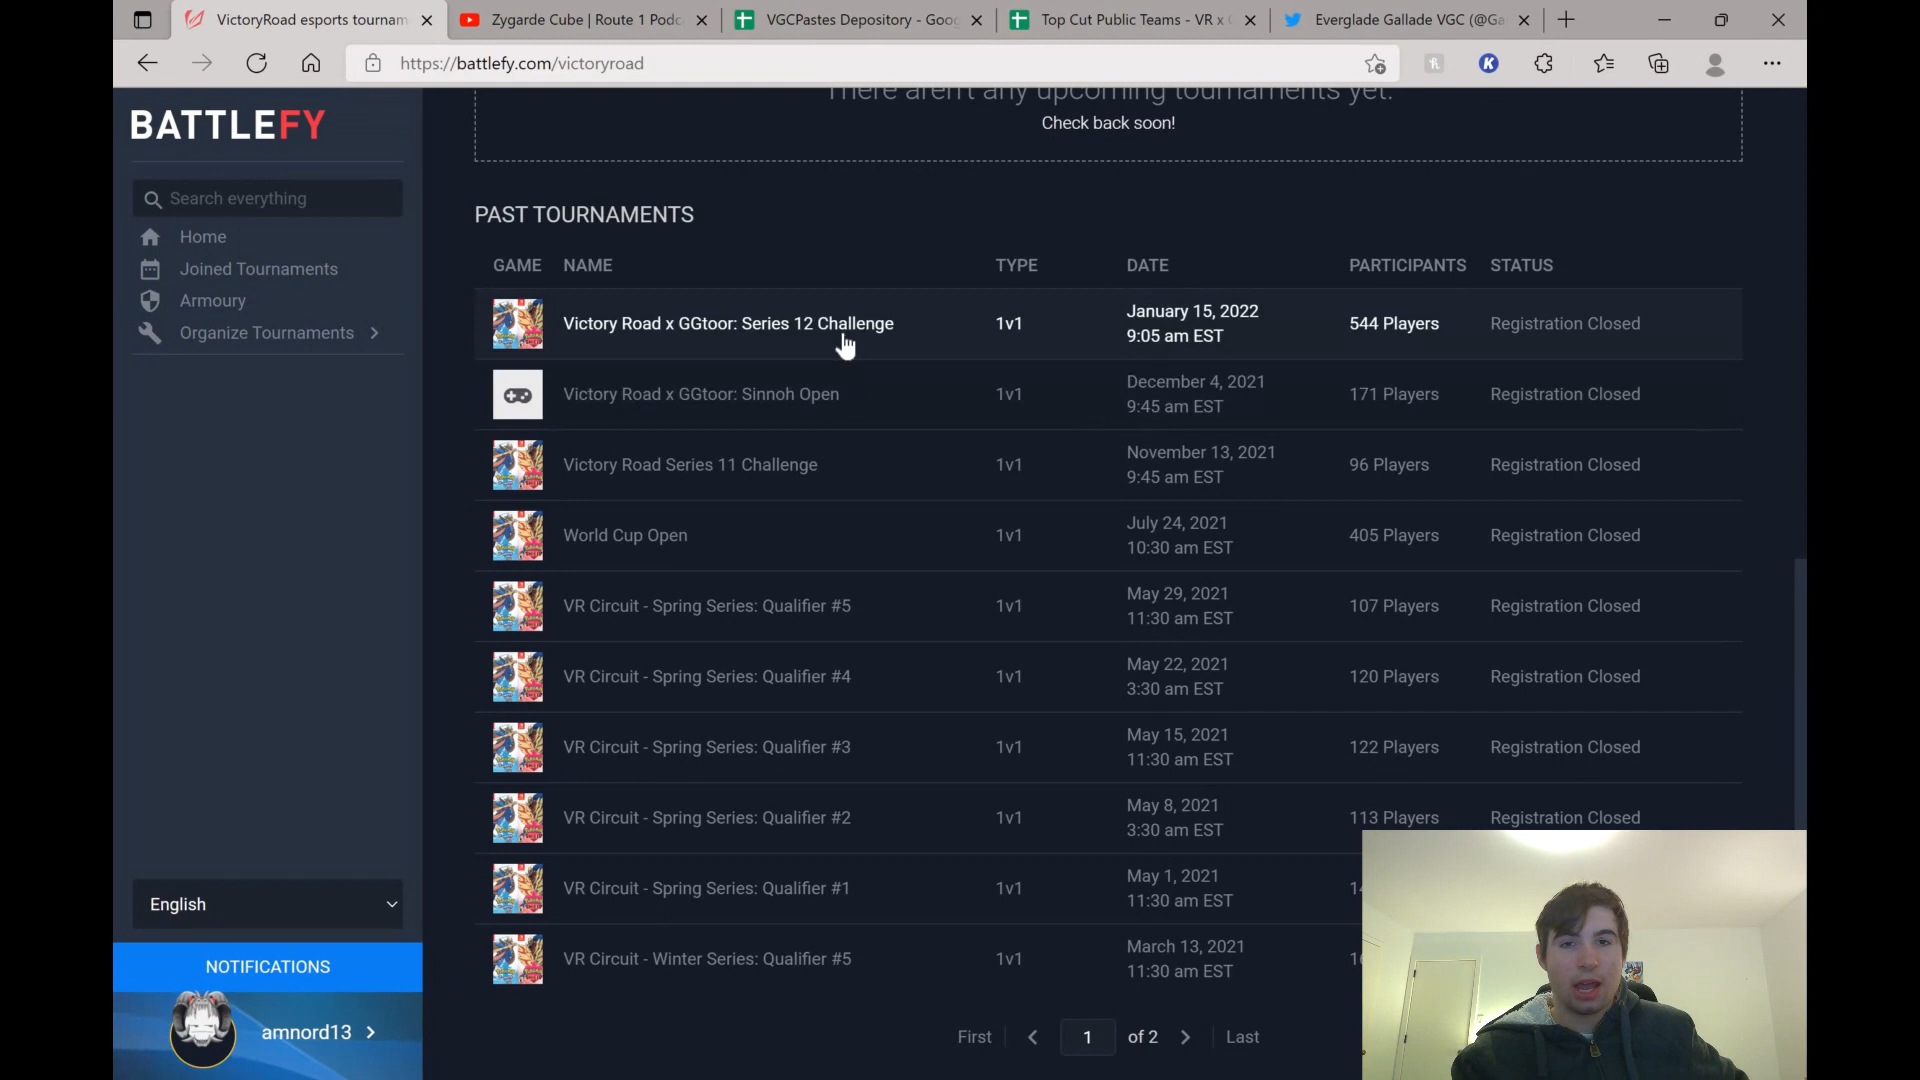 VictoryRoad esports tournam
Zygarde Cube | Route 1 Podc
VGCPastes Depository - Goog
Top Cut Public Teams - VR x G
Everglade Gallade VGC (@Ga
https://battlefy.com/victoryroad
BATTLEFY
Search everything
Home
Joined Tournaments
Armoury
Organize Tournaments
English
NOTIFICATIONS
amnord13
There aren't any upcoming tournaments yet.
Check back soon!
PAST TOURNAMENTS
GAME NAME TYPE DATE PARTICIPANTS STATUS
Victory Road x GGtoor: Series 12 Challenge 1v1 January 15, 2022 9:05 am EST 544 Players Registration Closed
Victory Road x GGtoor: Sinnoh Open 1v1 December 4, 2021 9:45 am EST 171 Players Registration Closed
Victory Road Series 11 Challenge 1v1 November 13, 2021 9:45 am EST 96 Players Registration Closed
World Cup Open 1v1 July 24, 2021 10:30 am EST 405 Players Registration Closed
VR Circuit - Spring Series: Qualifier #5 1v1 May 29, 2021 11:30 am EST 107 Players Registration Closed
VR Circuit - Spring Series: Qualifier #4 1v1 May 22, 2021 3:30 am EST 120 Players Registration Closed
VR Circuit - Spring Series: Qualifier #3 1v1 May 15, 2021 11:30 am EST 122 Players Registration Closed
VR Circuit - Spring Series: Qualifier #2 1v1 May 8, 2021 3:30 am EST 113 Players Registration Closed
VR Circuit - Spring Series: Qualifier #1 1v1 May 1, 2021 11:30 am EST
VR Circuit - Winter Series: Qualifier #5 1v1 March 13, 2021 11:30 am EST
First 1 of 2 Last